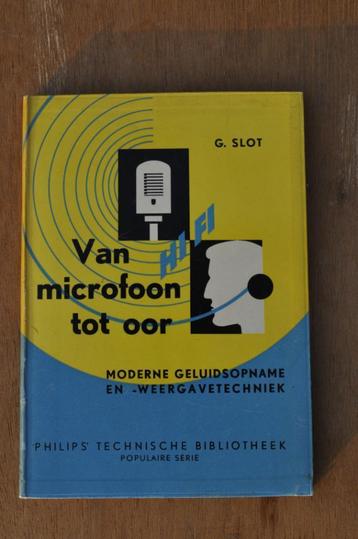 G. SLOT
HI FI
Van
microfoon
tot oor
MODERNE GELUIDSOPNAME
EN -WEERGAVETECHNIEK
PHILIPS' TECHNISCHE BIBLIOTHEEK
POPULAIRE SERIE